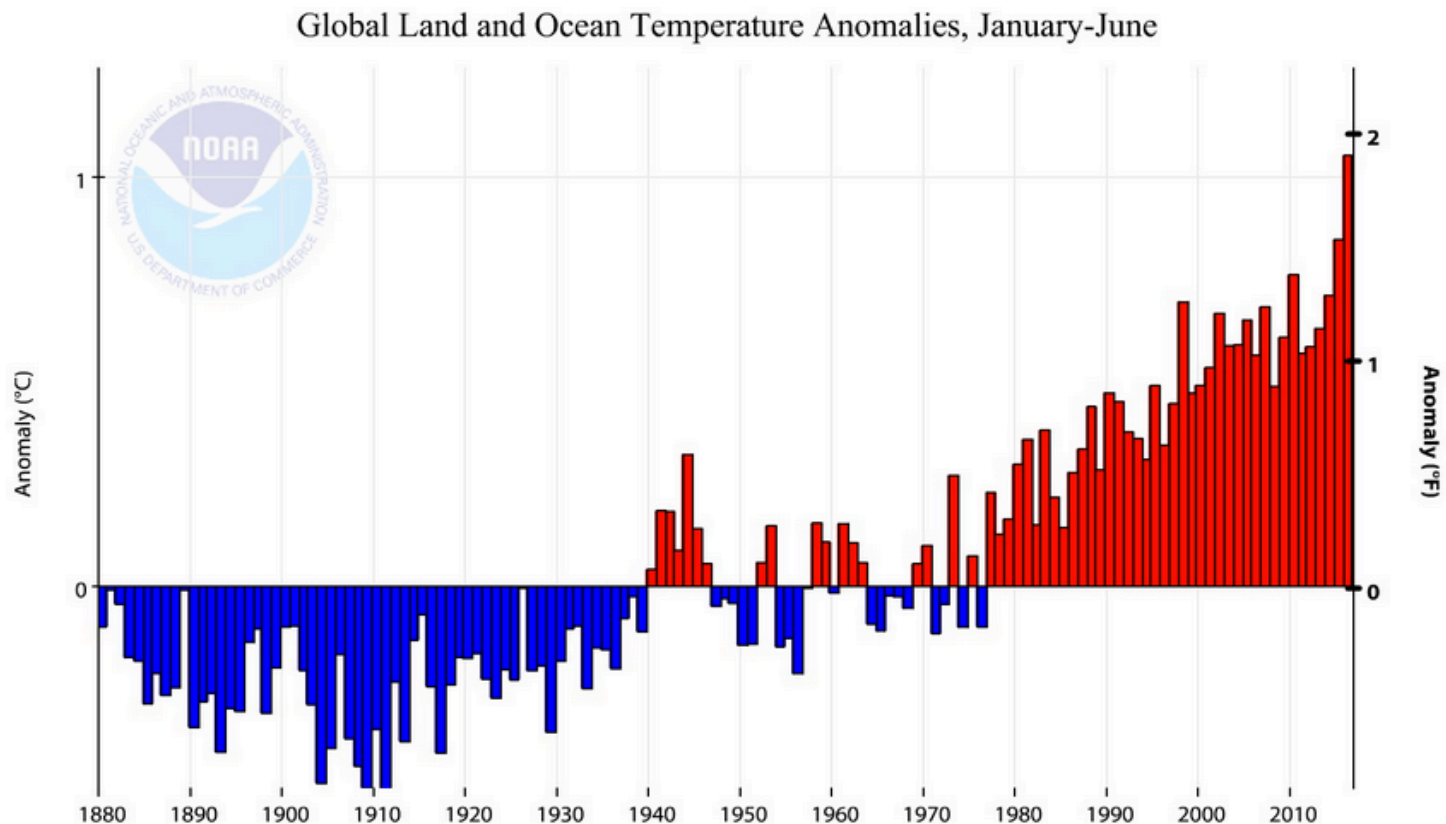 Global Land and Ocean Temperature Anomalies, January-June
NATIONAL OCEANIC AND ATMOSPHERIC ADMINISTRATION
NOAA
U.S. DEPARTMENT OF COMMERCE
Anomaly (°C)
1
0
2
1
0
Anomaly (°F)
1880 1890 1900 1910 1920 1930 1940 1950 1960 1970 1980 1990 2000 2010